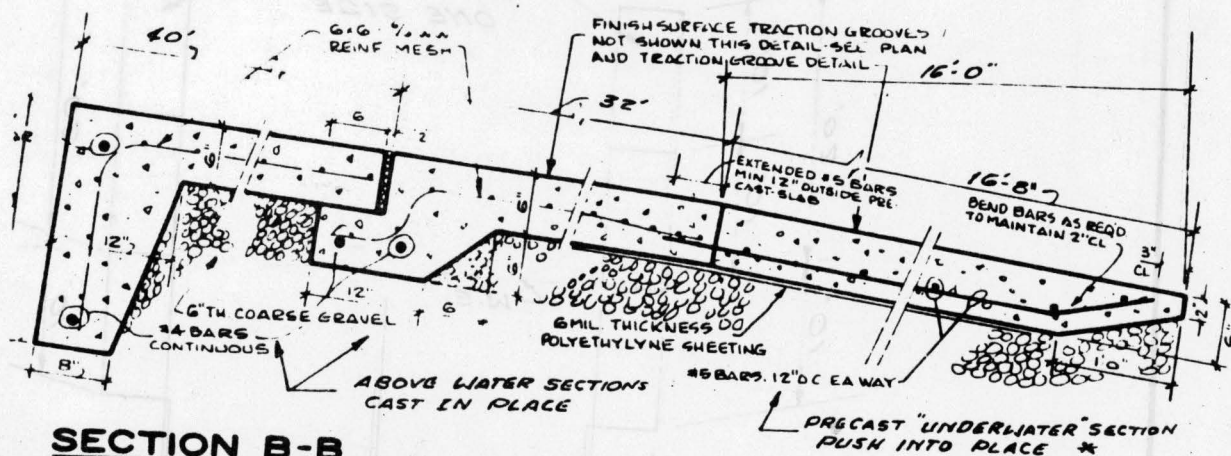 ONE SIDE
40'
6×6
REINF MESH
FINISH SURFACE TRACTION GROOVES
NOT SHOWN THIS DETAIL-SEE PLAN
AND TRACTION GROOVE DETAIL
16'-0"
32'
6
2
6"
EXTENDED #5 BARS
MIN 12" OUTSIDE PRE.
CAST-SLAB
16'-8"
BEND BARS AS REQ'D
TO MAINTAIN 2"CL
3"
CL
12"
6"
12
6
6"TH COARSE GRAVEL
#4 BARS
CONTINUOUS
6MIL. THICKNESS
POLYETHYLYNE SHEETING
8"
#5 BARS. 12"OC EA WAY
ABOVE WATER SECTIONS
CAST IN PLACE
PRECAST "UNDERWATER" SECTION
PUSH INTO PLACE *
SECTION B-B